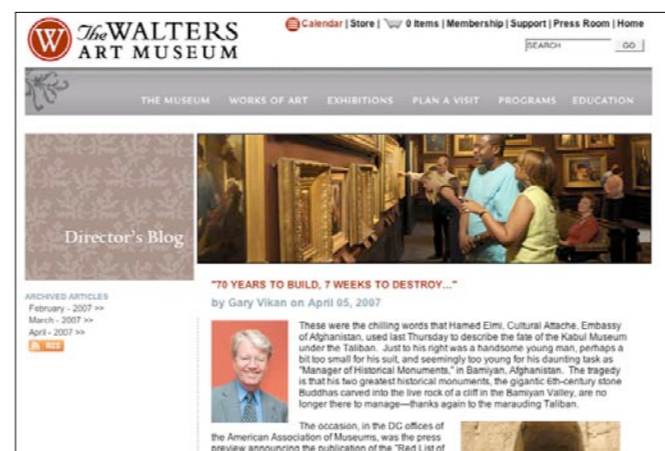 The WALTERS
ART MUSEUM
W
Calendar | Store | 0 Items | Membership | Support | Press Room | Home
SEARCH GO
THE MUSEUM WORKS OF ART EXHIBITIONS PLAN A VISIT PROGRAMS EDUCATION
Director's Blog
ARCHIVED ARTICLES
February - 2007 >>
March - 2007 >>
April - 2007 >>
RSS
"70 YEARS TO BUILD, 7 WEEKS TO DESTROY..."
by Gary Vikan on April 05, 2007
These were the chilling words that Hamed Elmi, Cultural Attache, Embassy
of Afghanistan, used last Thursday to describe the fate of the Kabul Museum
under the Taliban. Just to his right was a handsome young man, perhaps a
bit too small for his suit, and seemingly too young for his daunting task as
"Manager of Historical Monuments," in Bamiyan, Afghanistan. The tragedy
is that his two greatest historical monuments, the gigantic 6th-century stone
Buddhas carved into the live rock of a cliff in the Bamiyan Valley, are no
longer there to manage—thanks again to the marauding Taliban.
The occasion, in the DC offices of
the American Association of Museums, was the press
preview announcing the publication of the "Red List of